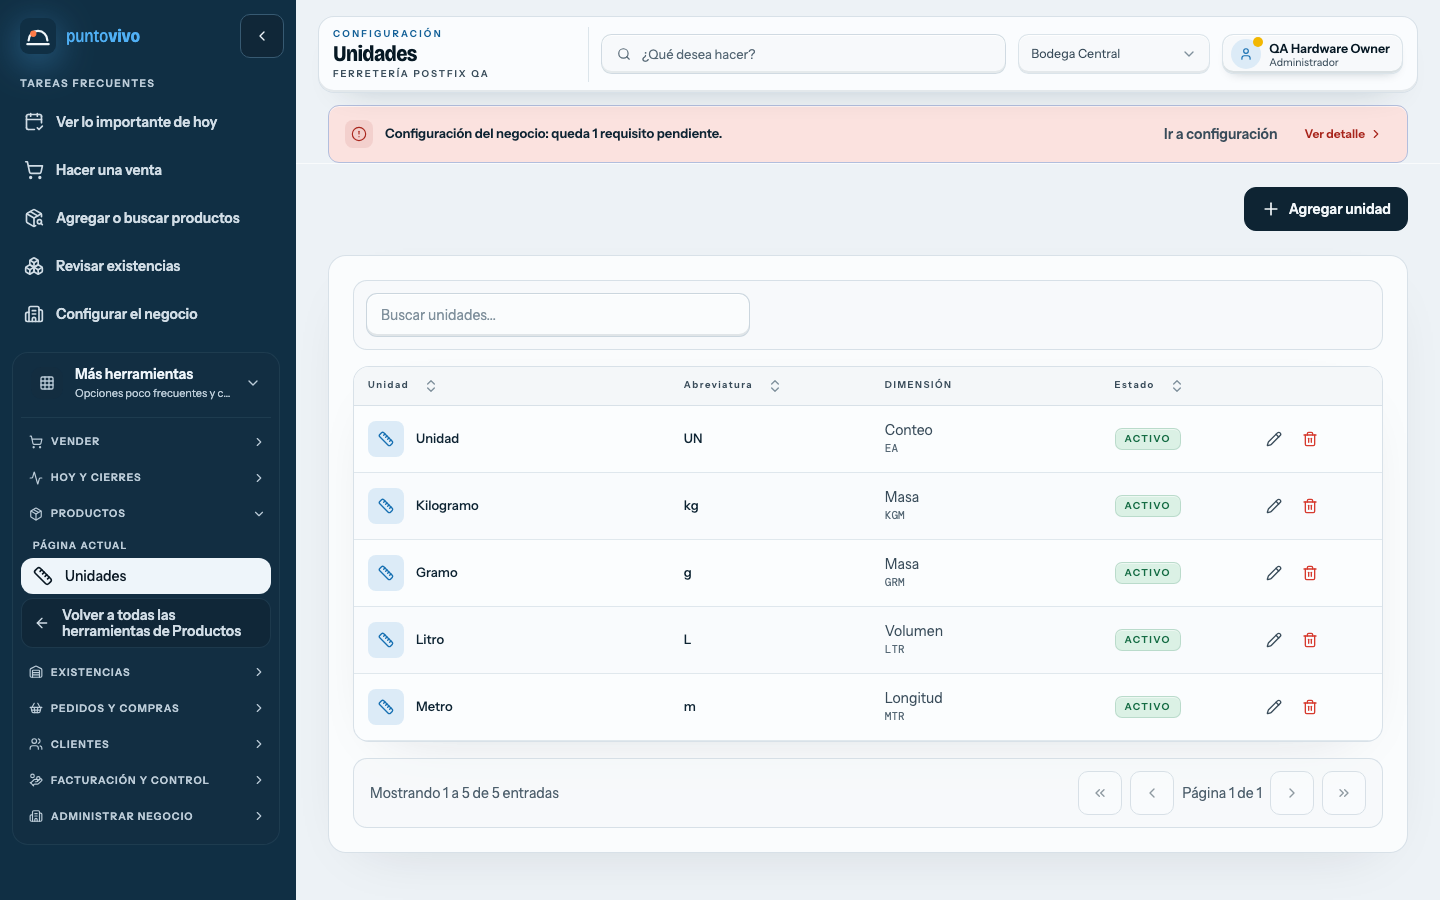 puntovivo
TAREAS FRECUENTES
Ver lo importante de hoy
Hacer una venta
Agregar o buscar productos
Revisar existencias
Configurar el negocio
Más herramientas
Opciones poco frecuentes y c...
VENDER
HOY Y CIERRES
PRODUCTOS
PÁGINA ACTUAL
Unidades
Volver a todas las
herramientas de Productos
EXISTENCIAS
PEDIDOS Y COMPRAS
CLIENTES
FACTURACIÓN Y CONTROL
ADMINISTRAR NEGOCIO
CONFIGURACIÓN
Unidades
FERRETERÍA POSTFIX QA
¿Qué desea hacer?
Bodega Central
QA Hardware Owner
Administrador
Configuración del negocio: queda 1 requisito pendiente.
Ir a configuración
Ver detalle
Agregar unidad
Buscar unidades...
Unidad Abreviatura DIMENSIÓN Estado
Unidad UN Conteo ACTIVO
EA
Kilogramo kg Masa ACTIVO
KGM
Gramo g Masa ACTIVO
GRM
Litro L Volumen ACTIVO
LTR
Metro m Longitud ACTIVO
MTR
Mostrando 1 a 5 de 5 entradas
Página 1 de 1